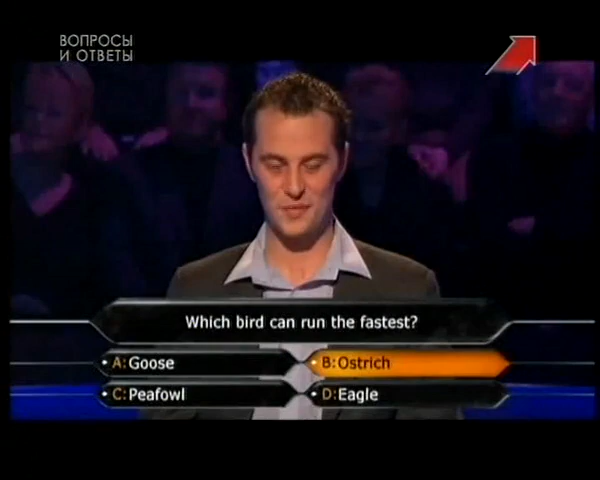 ВОПРОСЫ
И ОТВЕТЫ
Which bird can run the fastest?
A: Goose
B: Ostrich
C: Peafowl
D: Eagle